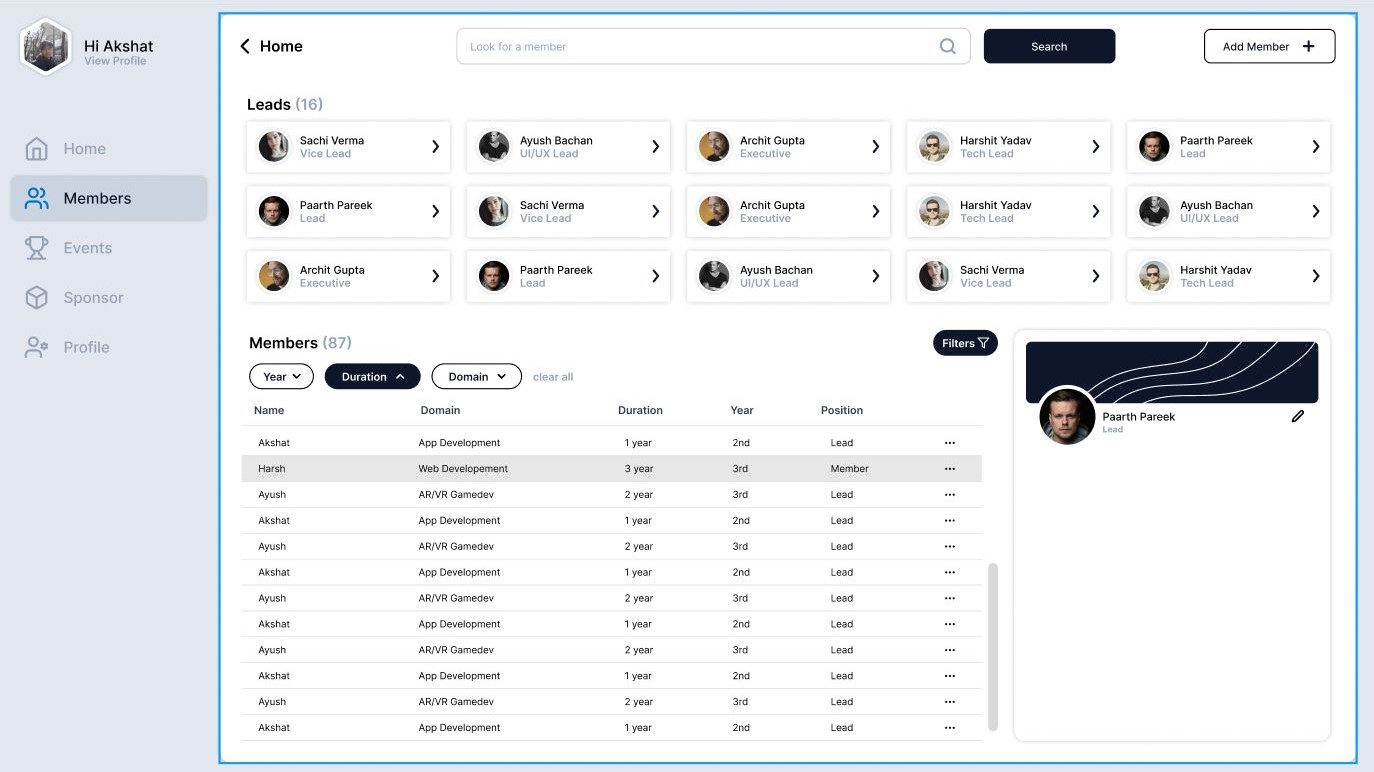 Hi Akshat
View Profile
Home
Members
Events
Sponsor
Profile
Home
Look for a member
Search
Add Member
Leads (16)
Sachi Verma
Vice Lead
Ayush Bachan
UI/UX Lead
Archit Gupta
Executive
Harshit Yadav
Tech Lead
Paarth Pareek
Lead
Paarth Pareek
Lead
Sachi Verma
Vice Lead
Archit Gupta
Executive
Harshit Yadav
Tech Lead
Ayush Bachan
UI/UX Lead
Archit Gupta
Executive
Paarth Pareek
Lead
Ayush Bachan
UI/UX Lead
Sachi Verma
Vice Lead
Harshit Yadav
Tech Lead
Members (87)
Filters
Year Duration Domain clear all
Name Domain Duration Year Position
Akshat App Development 1 year 2nd Lead ...
Harsh Web Developement 3 year 3rd Member ...
Ayush AR/VR Gamedev 2 year 3rd Lead ...
Akshat App Development 1 year 2nd Lead ...
Ayush AR/VR Gamedev 2 year 3rd Lead ...
Akshat App Development 1 year 2nd Lead ...
Ayush AR/VR Gamedev 2 year 3rd Lead ...
Akshat App Development 1 year 2nd Lead ...
Ayush AR/VR Gamedev 2 year 3rd Lead ...
Akshat App Development 1 year 2nd Lead ...
Ayush AR/VR Gamedev 2 year 3rd Lead ...
Akshat App Development 1 year 2nd Lead ...
Paarth Pareek
Lead